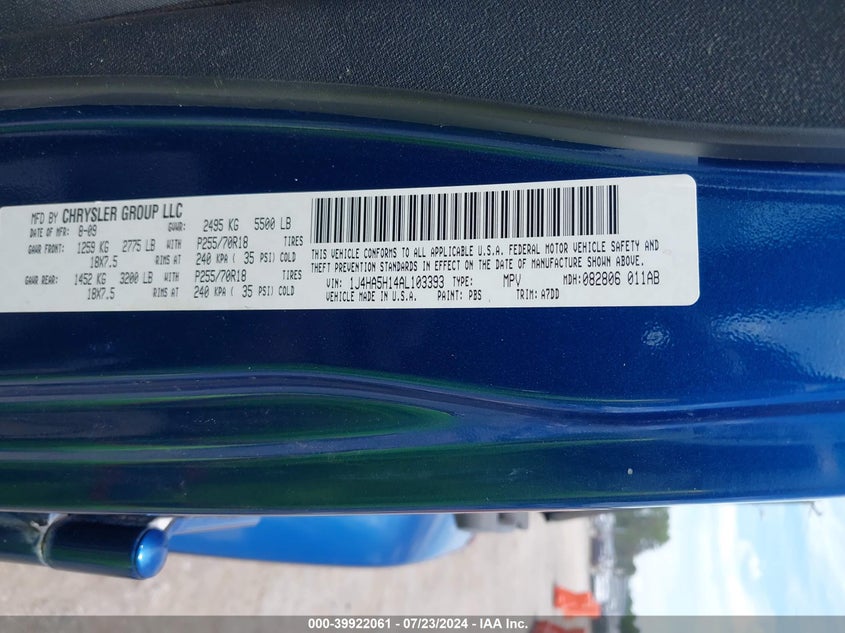 MFD BY CHRYSLER GROUP LLC
DATE OF MFR: 8-09 GVWR: 2495 KG 5500 LB
GAWR FRONT: 1259 KG 2775 LB WITH P255/70R18 TIRES
18X7.5 RIMS AT 240 KPA ( 35 PSI) COLD
GAWR REAR: 1452 KG 3200 LB WITH P255/70R18 TIRES
18X7.5 RIMS AT 240 KPA ( 35 PSI) COLD
THIS VEHICLE CONFORMS TO ALL APPLICABLE U.S.A. FEDERAL MOTOR VEHICLE SAFETY AND
THEFT PREVENTION STANDARDS IN EFFECT ON THE DATE OF MANUFACTURE SHOWN ABOVE.
VIN: 1J4HA5H14AL103393 TYPE: MPV MDH: 082806 011AB
VEHICLE MADE IN U.S.A. PAINT: PBS TRIM: A7DD
000-39922061 - 07/23/2024 - IAA Inc.